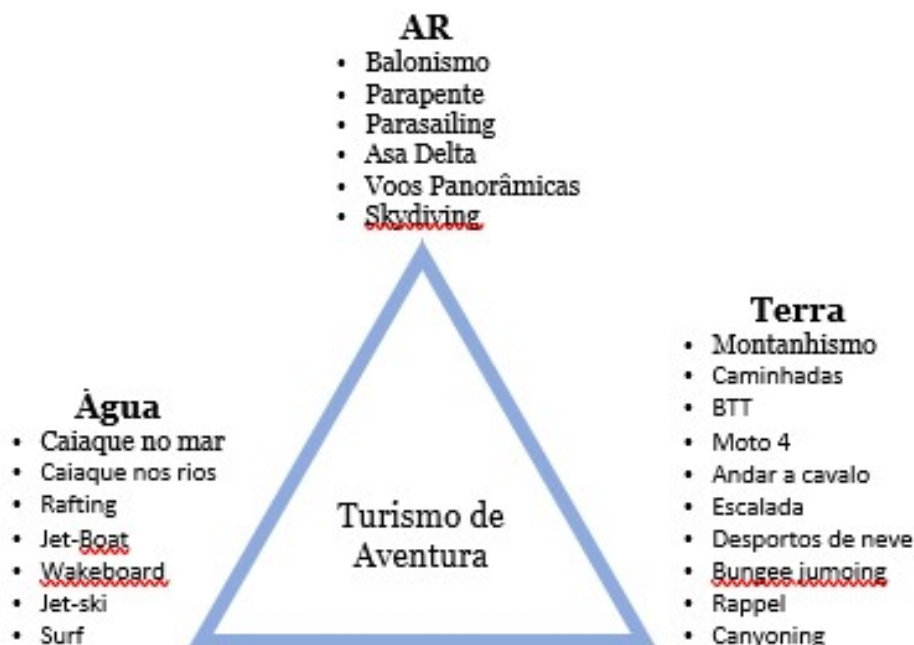 AR
• Balonismo
• Parapente
• Parasailing
• Asa Delta
• Voos Panorâmicas
• Skydiving
Água
• Caiaque no mar
• Caiaque nos rios
• Rafting
• Jet-Boat
• Wakeboard
• Jet-ski
• Surf
Turismo de
Aventura
Terra
• Montanhismo
• Caminhadas
• BTT
• Moto 4
• Andar a cavalo
• Escalada
• Desportos de neve
• Bungee jumoing
• Rappel
• Canyoning